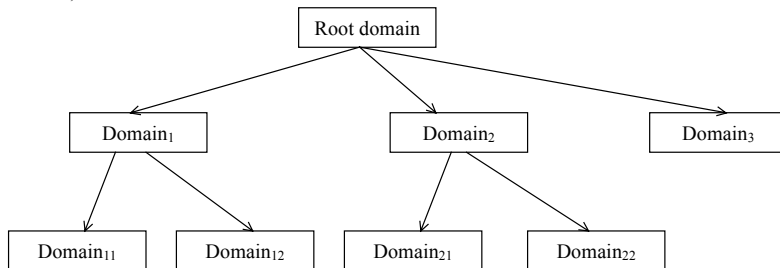 Root domain
Domain₁
Domain₂
Domain₃
Domain₁₁
Domain₁₂
Domain₂₁
Domain₂₂